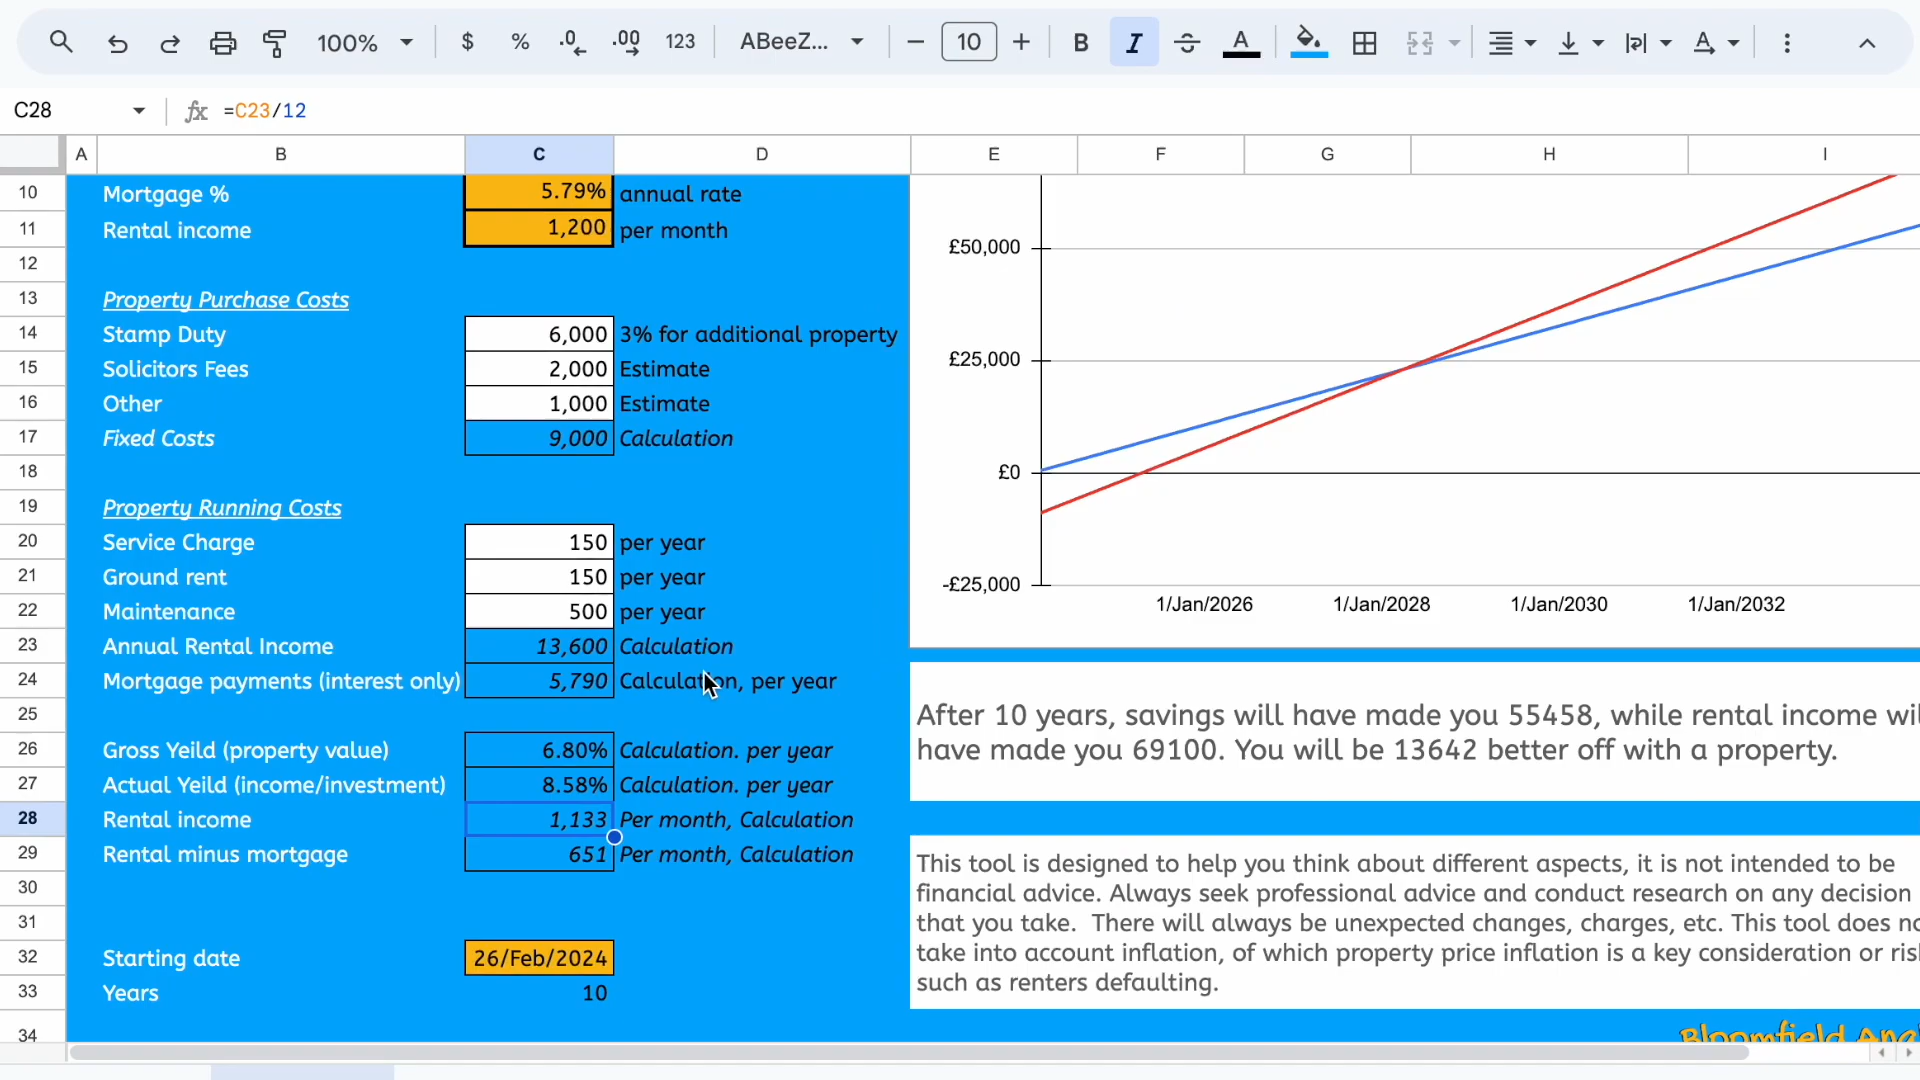 100%
$ % .0 .00 123 ABeeZ... 10 B I A
C28 fx =C23/12
A B C D E F G H I
10 Mortgage % 5.79% annual rate
11 Rental income 1,200 per month
12
13 Property Purchase Costs
14 Stamp Duty 6,000 3% for additional property
15 Solicitors Fees 2,000 Estimate
16 Other 1,000 Estimate
17 Fixed Costs 9,000 Calculation
18
19 Property Running Costs
20 Service Charge 150 per year
21 Ground rent 150 per year
22 Maintenance 500 per year
23 Annual Rental Income 13,600 Calculation
24 Mortgage payments (interest only) 5,790 Calculation, per year
25
26 Gross Yeild (property value) 6.80% Calculation. per year
27 Actual Yeild (income/investment) 8.58% Calculation. per year
28 Rental income 1,133 Per month, Calculation
29 Rental minus mortgage 651 Per month, Calculation
30
31
32 Starting date 26/Feb/2024
33 Years 10
34
£50,000
£25,000
£0
-£25,000
1/Jan/2026 1/Jan/2028 1/Jan/2030 1/Jan/2032
After 10 years, savings will have made you 55458, while rental income wil
have made you 69100. You will be 13642 better off with a property.
This tool is designed to help you think about different aspects, it is not intended to be
financial advice. Always seek professional advice and conduct research on any decision
that you take. There will always be unexpected changes, charges, etc. This tool does no
take into account inflation, of which property price inflation is a key consideration or ris
such as renters defaulting.
Bloomfield